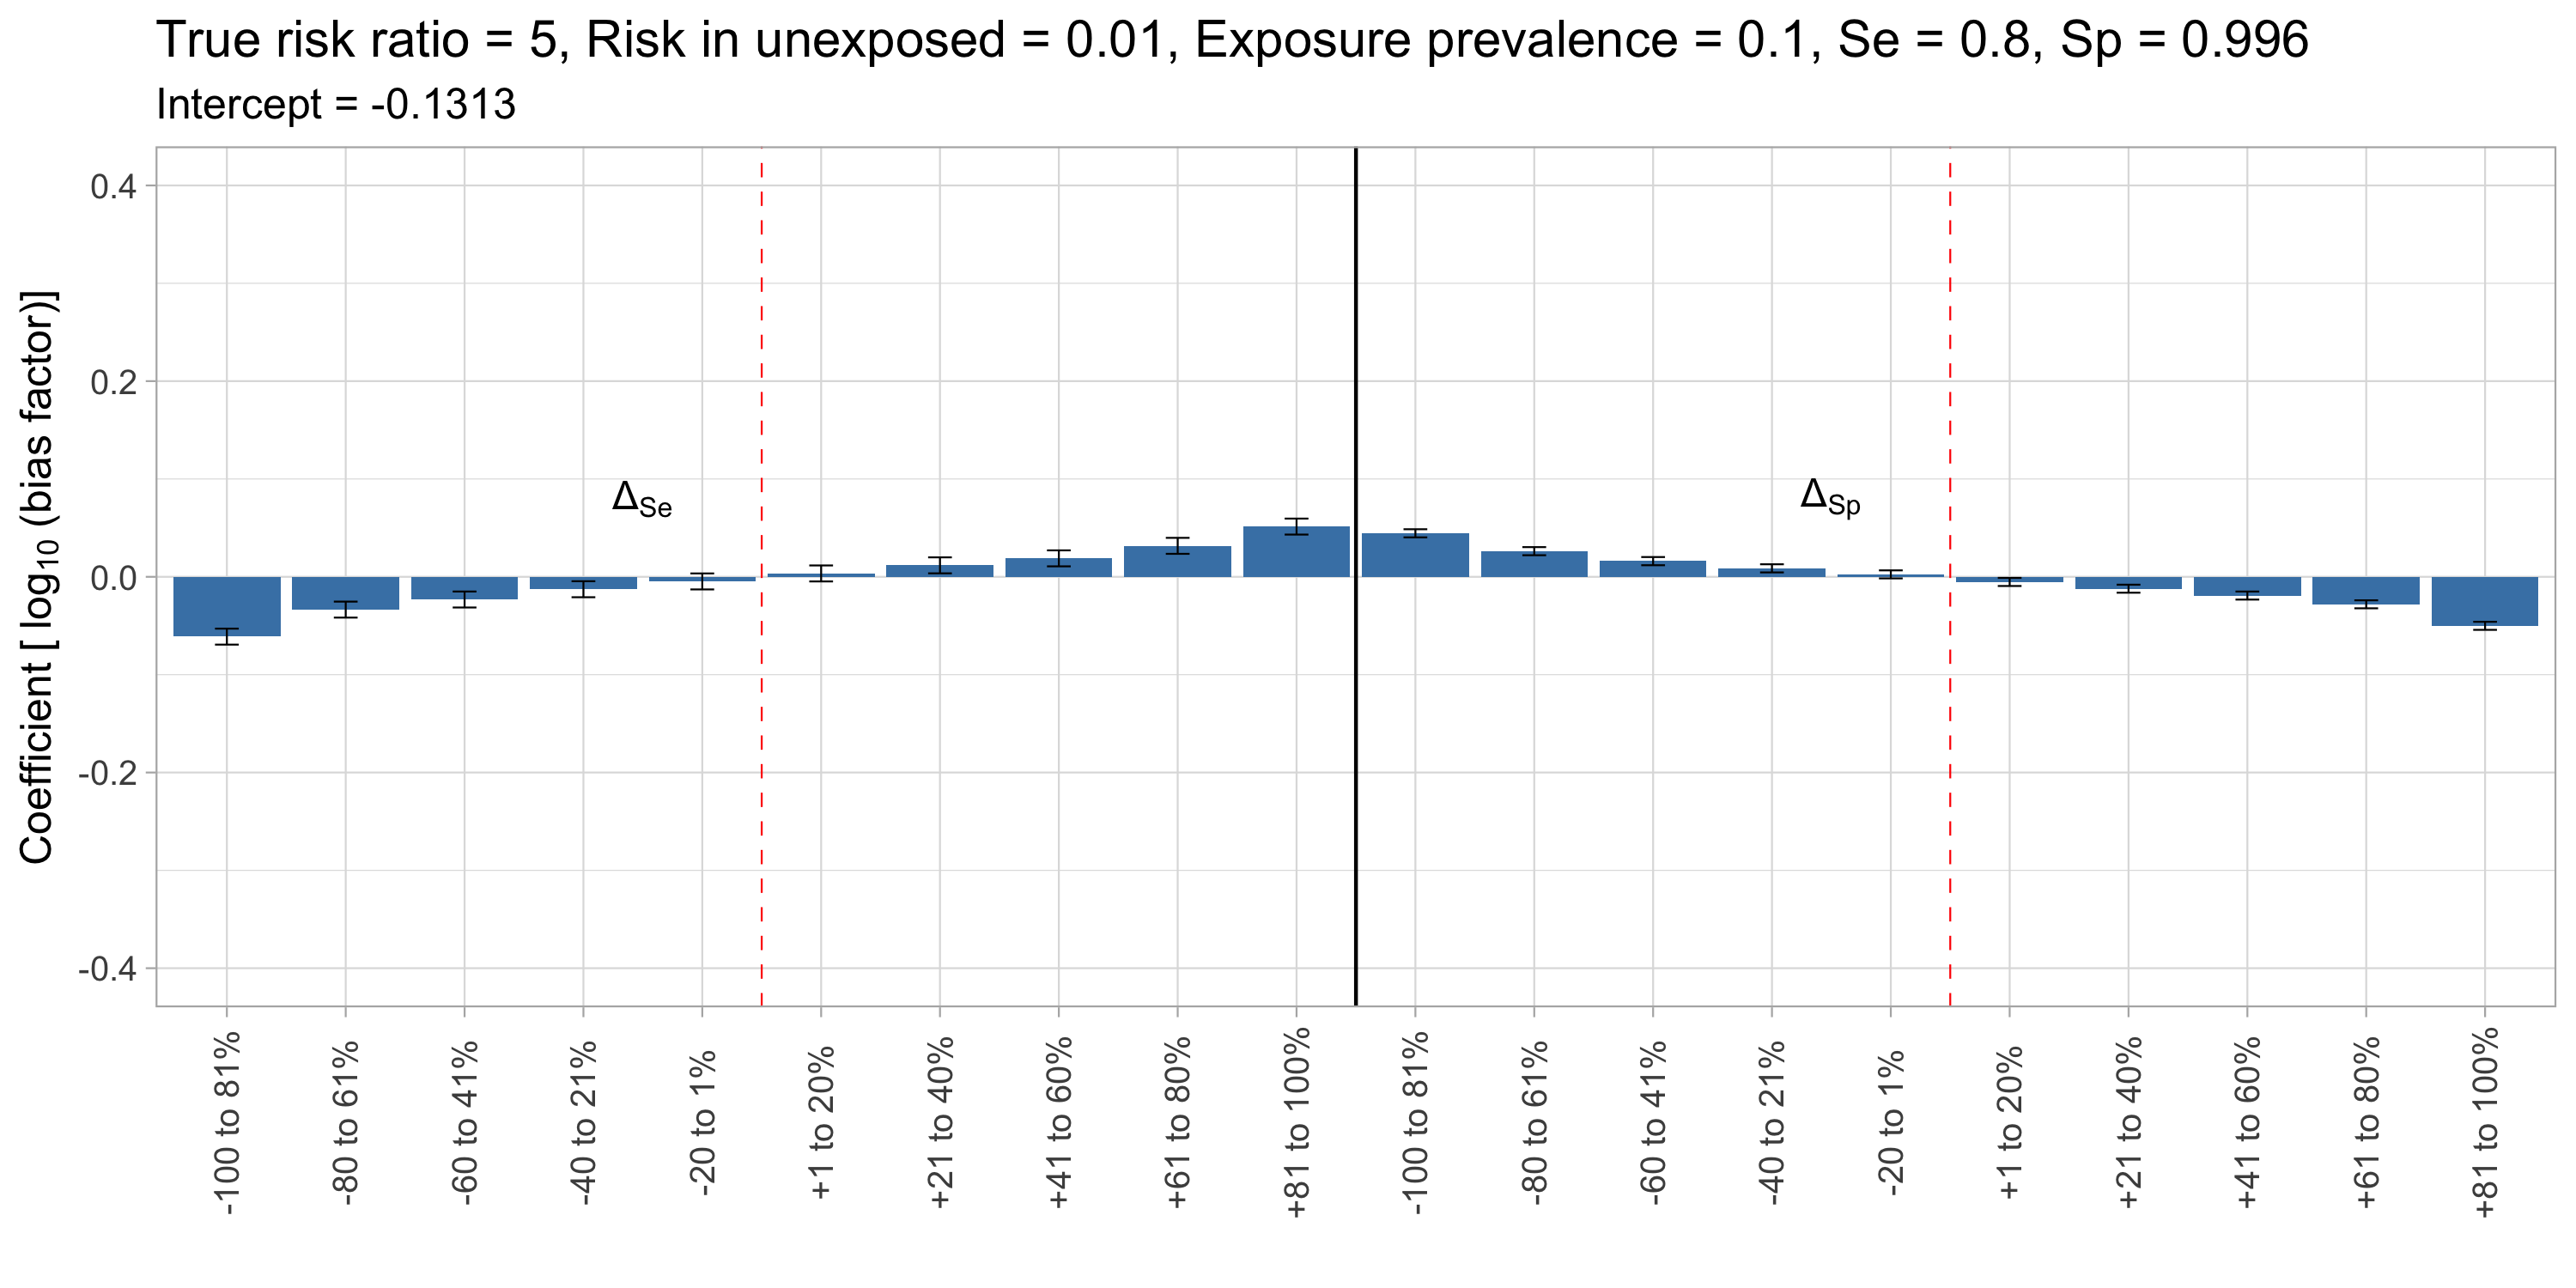 True risk ratio = 5, Risk in unexposed = 0.01, Exposure prevalence = 0.1, Se = 0.8, Sp = 0.996
Intercept = -0.1313
Coefficient [ log10 (bias factor)]
0.4
0.2
0.0
-0.2
-0.4
ΔSe
ΔSp
-100 to 81%
-80 to 61%
-60 to 41%
-40 to 21%
-20 to 1%
+1 to 20%
+21 to 40%
+41 to 60%
+61 to 80%
+81 to 100%
-100 to 81%
-80 to 61%
-60 to 41%
-40 to 21%
-20 to 1%
+1 to 20%
+21 to 40%
+41 to 60%
+61 to 80%
+81 to 100%